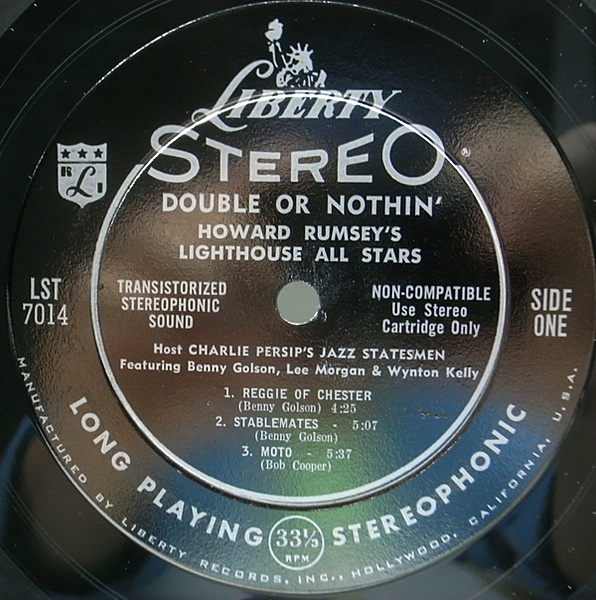 LIBERTY
STEREO
®
R L I
DOUBLE OR NOTHIN'
HOWARD RUMSEY'S
LIGHTHOUSE ALL STARS
LST
7014
TRANSISTORIZED
STEREOPHONIC
SOUND
NON-COMPATIBLE
Use Stereo
Cartridge Only
SIDE
ONE
Host CHARLIE PERSIP'S JAZZ STATESMEN
Featuring Benny Golson, Lee Morgan & Wynton Kelly
1. REGGIE OF CHESTER
(Benny Golson) 4:25
2. STABLEMATES - 5:07
(Benny Golson)
3. MOTO - 5:37
(Bob Cooper)
LONG PLAYING 33⅓ RPM STEREOPHONIC
MANUFACTURED BY LIBERTY RECORDS, INC., HOLLYWOOD, CALIFORNIA, U.S.A.